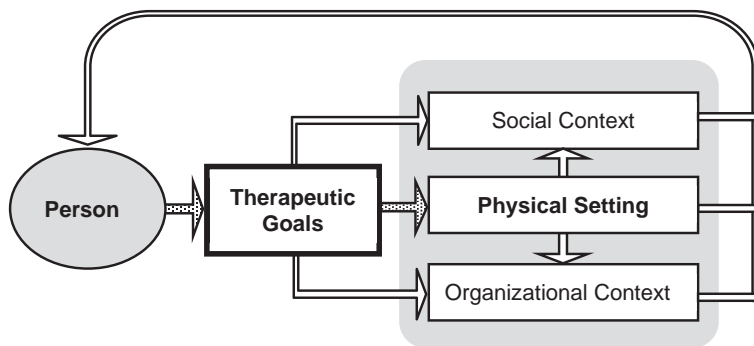 Social Context
Person
Therapeutic
Goals
Physical Setting
Organizational Context